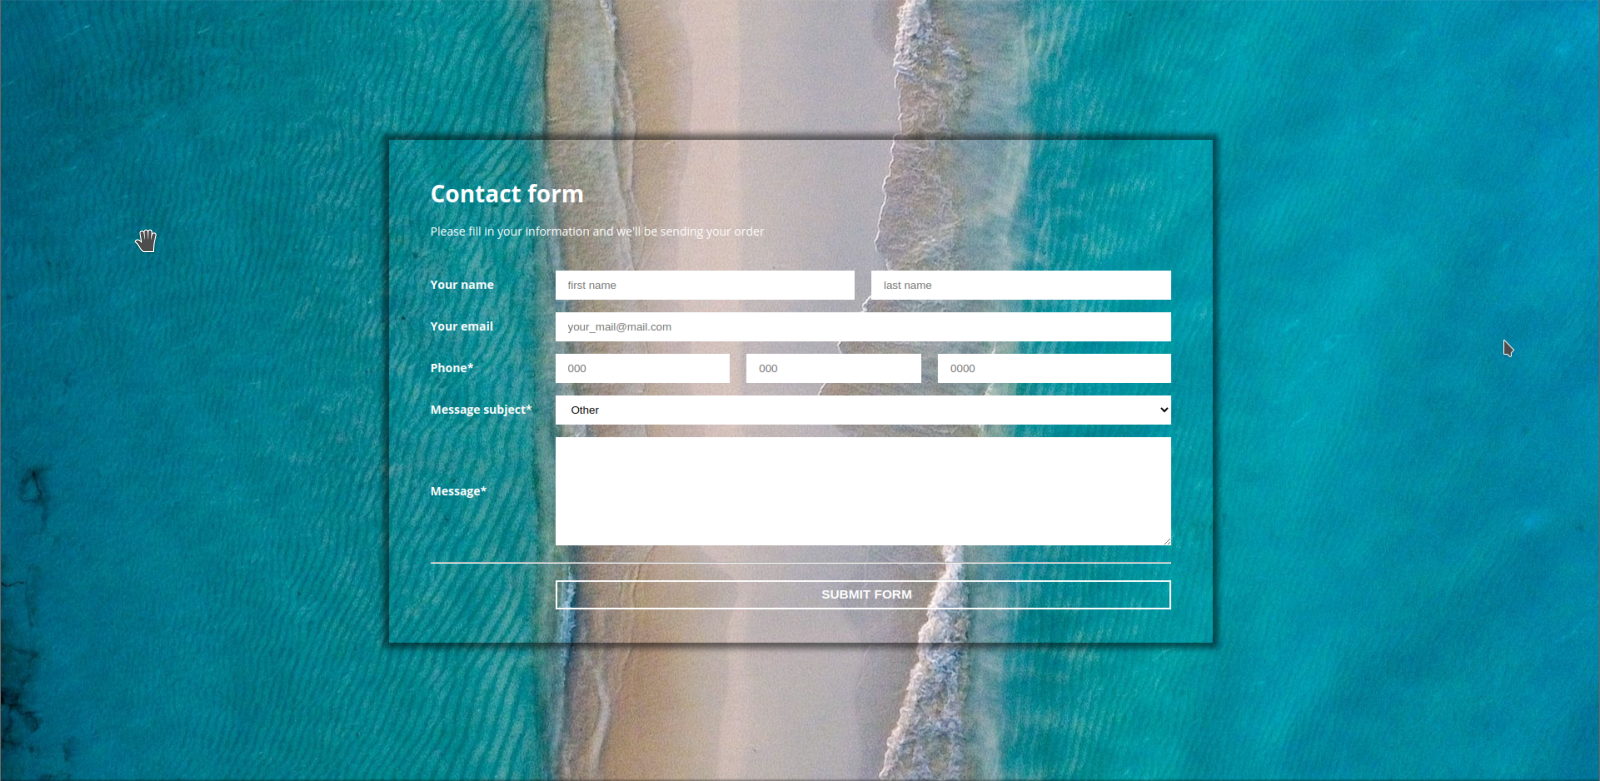 Contact form
Please fill in your information and we'll be sending your order
Your name first name last name
Your email your_mail@mail.com
Phone* 000 000 0000
Message subject* Other
Message*
SUBMIT FORM